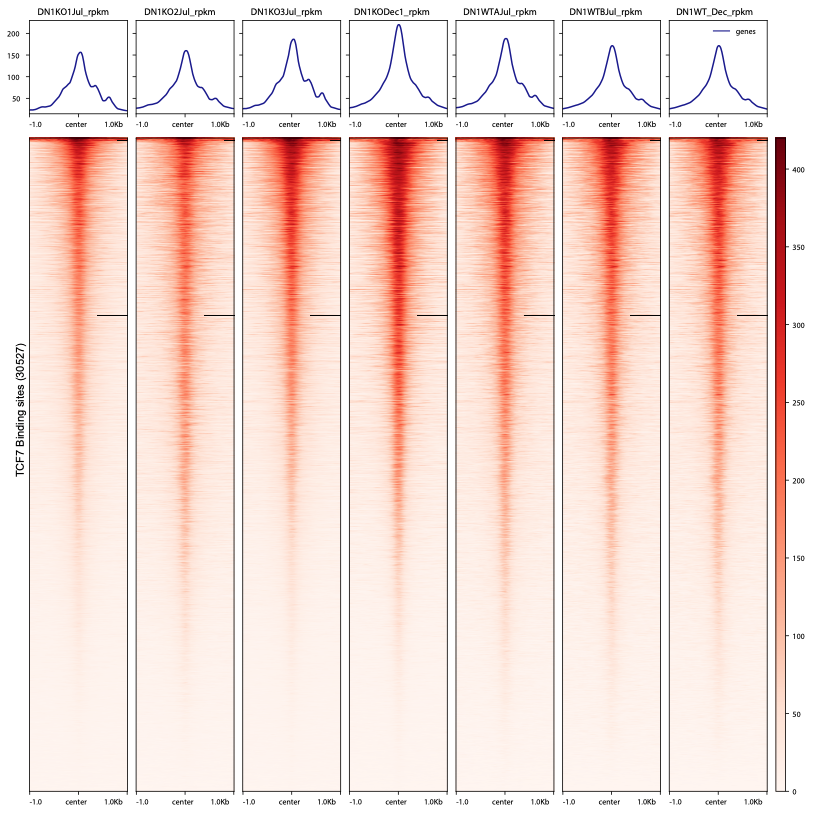 DN1KO1Jul_rpkm DN1KO2Jul_rpkm DN1KO3Jul_rpkm DN1KODec1_rpkm DN1WTAJul_rpkm DN1WTBJul_rpkm DN1WT_Dec_rpkm
200
150
100
50
genes
-1.0 center 1.0Kb -1.0 center 1.0Kb -1.0 center 1.0Kb -1.0 center 1.0Kb -1.0 center 1.0Kb -1.0 center 1.0Kb -1.0 center 1.0Kb
TCF7 Binding sites (30527)
400
350
300
250
200
150
100
50
0
-1.0 center 1.0Kb -1.0 center 1.0Kb -1.0 center 1.0Kb -1.0 center 1.0Kb -1.0 center 1.0Kb -1.0 center 1.0Kb -1.0 center 1.0Kb